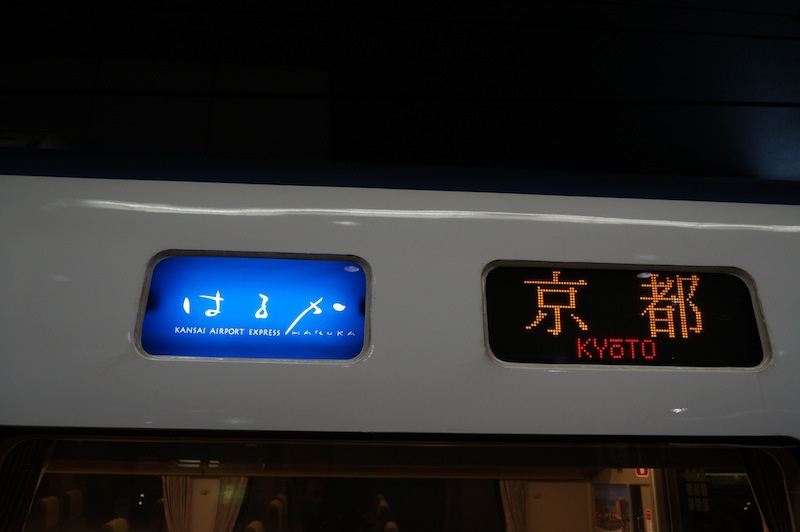 はるか
KANSAI AIRPORT EXPRESS HARUKA
京都
KYōTO